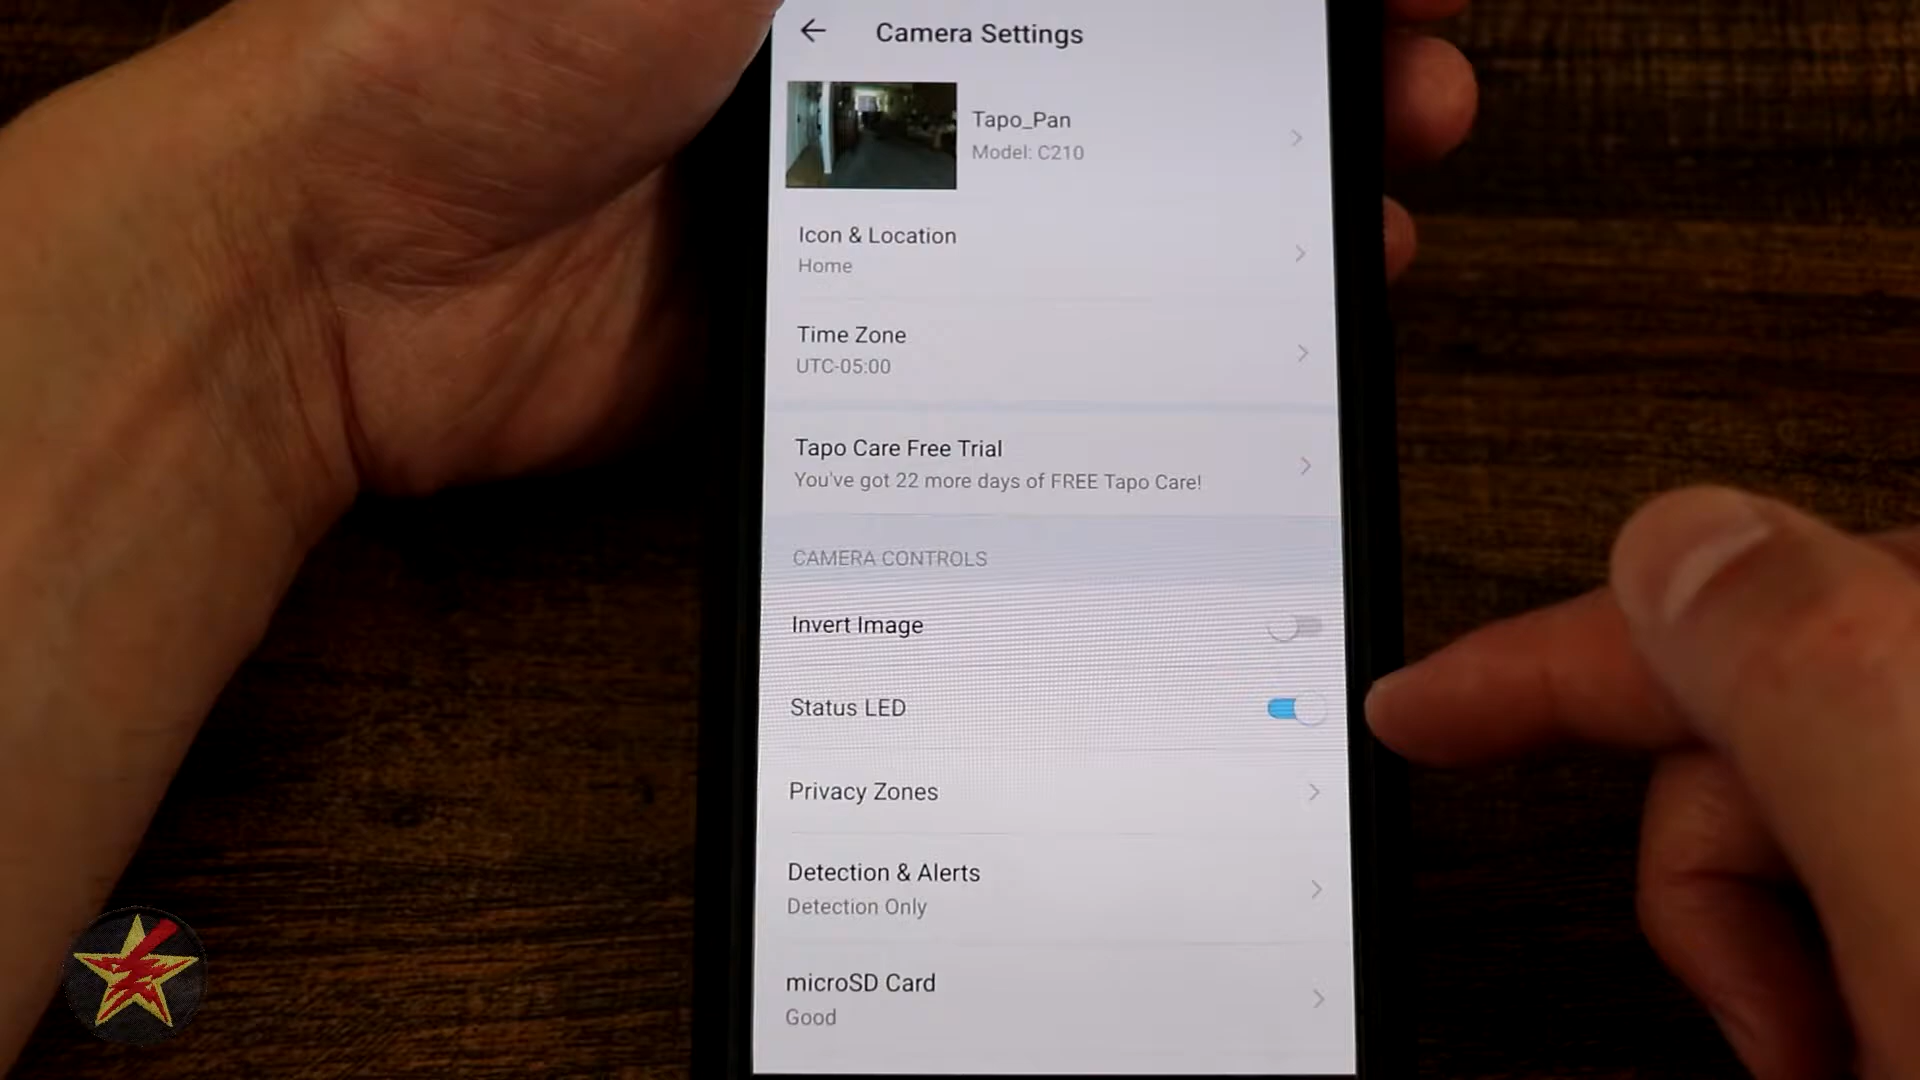 Camera Settings
Tapo_Pan
Model: C210
Icon & Location
Home
Time Zone
UTC-05:00
Tapo Care Free Trial
You've got 22 more days of FREE Tapo Care!
CAMERA CONTROLS
Invert Image
Status LED
Privacy Zones
Detection & Alerts
Detection Only
microSD Card
Good